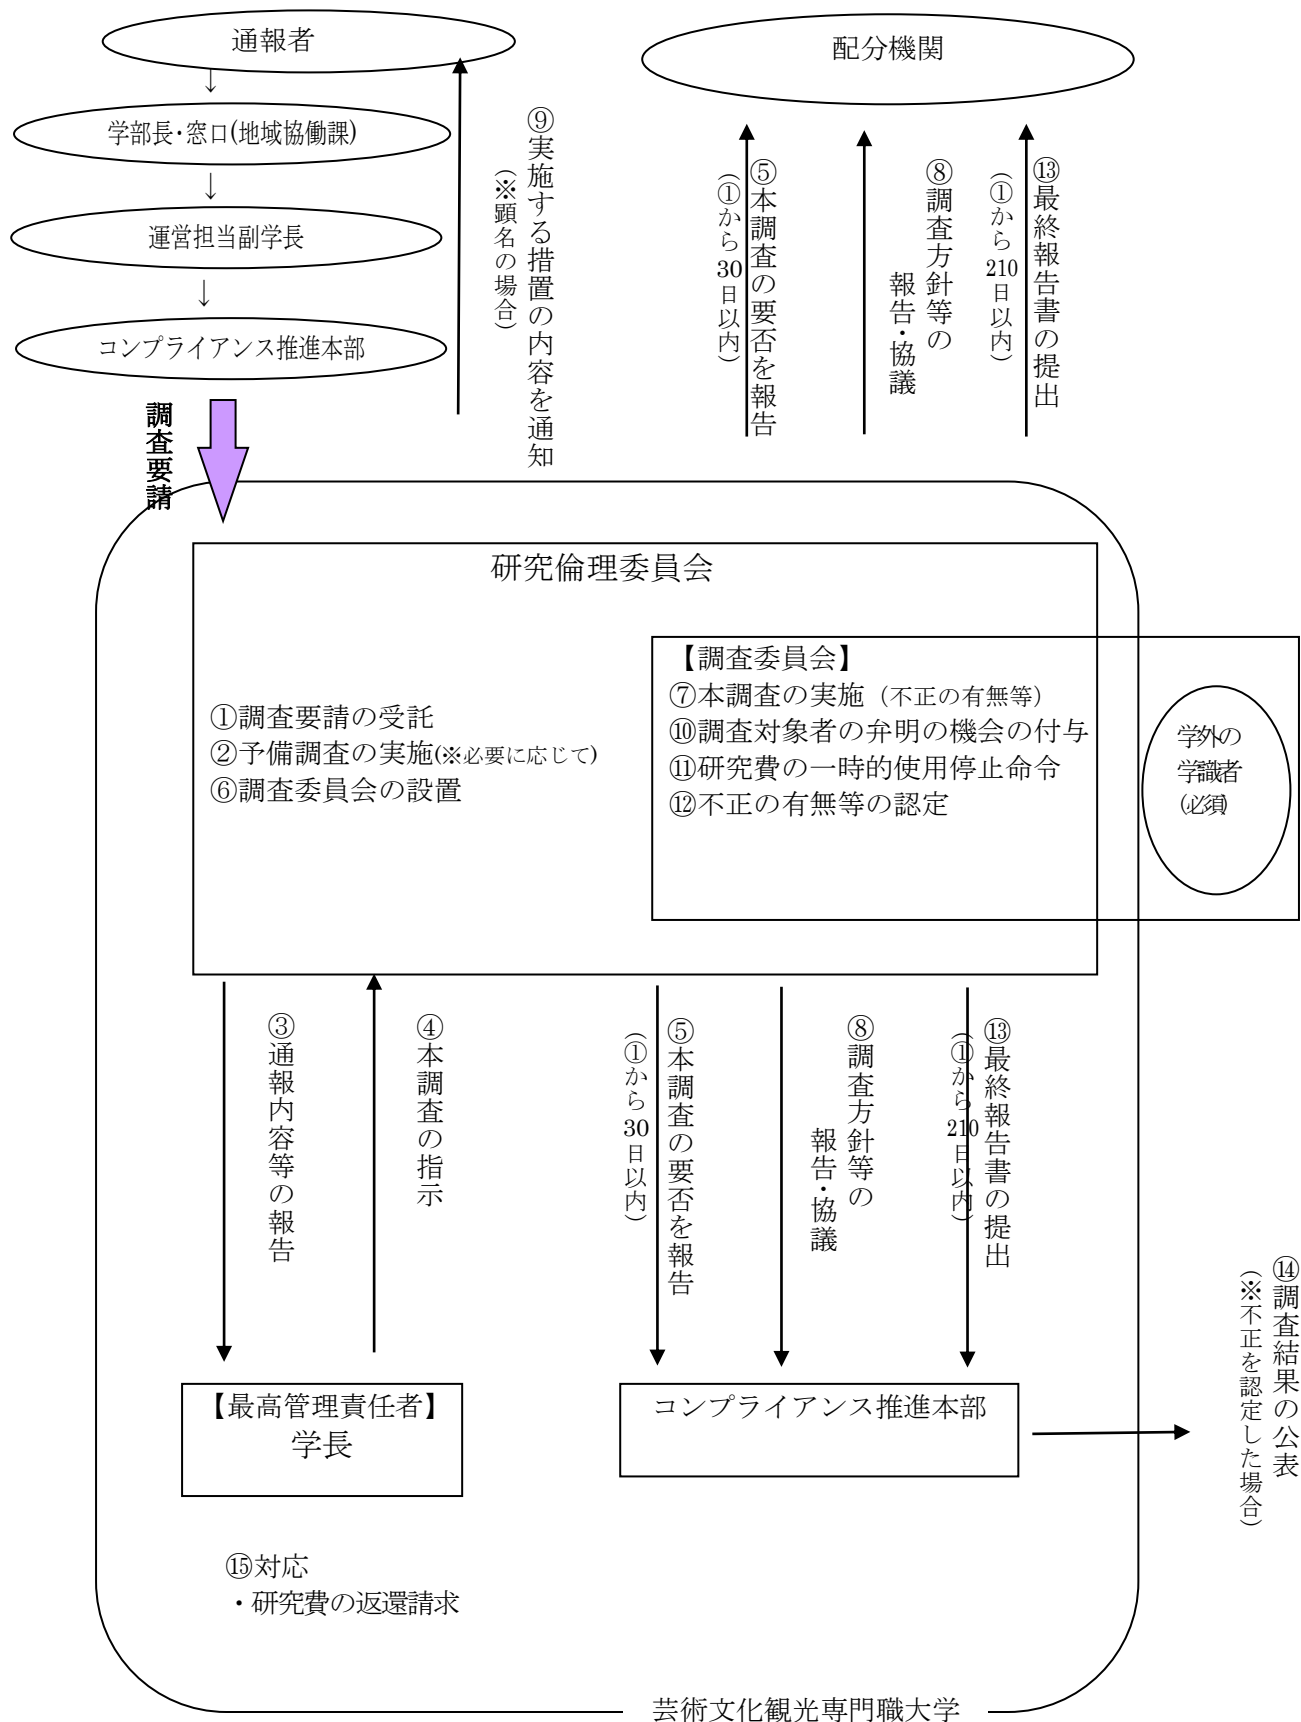 通報者
↓
学部長・窓口(地域協働課)
↓
運営担当副学長
↓
コンプライアンス推進本部
調査要請
⑨実施する措置の内容を通知
(※顕名の場合)
配分機関
⑤本調査の要否を報告
(①から30日以内)
⑧調査方針等の
報告・協議
⑬最終報告書の提出
(①から210日以内)
研究倫理委員会
①調査要請の受託
②予備調査の実施(※必要に応じて)
⑥調査委員会の設置
【調査委員会】
⑦本調査の実施（不正の有無等）
⑩調査対象者の弁明の機会の付与
⑪研究費の一時的使用停止命令
⑫不正の有無等の認定
学外の
学識者
(必須)
③通報内容等の報告
④本調査の指示
⑤本調査の要否を報告
(①から30日以内)
⑧調査方針等の
報告・協議
⑬最終報告書の提出
(①から210日以内)
【最高管理責任者】
学長
コンプライアンス推進本部
⑭調査結果の公表
(※不正を認定した場合)
⑮対応
・研究費の返還請求
芸術文化観光専門職大学